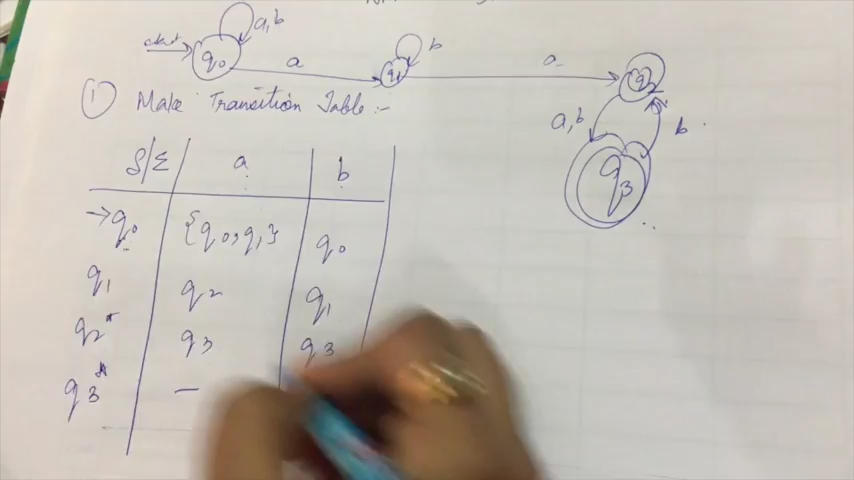 a,b
start
q0
a
q1
b
a
q2
① Make Transition Table :-
a,b
b
q3
δ/Σ a b
→q0 {q0,q1} q0
q1 q2 q1
q2* q3 q3
q3* —